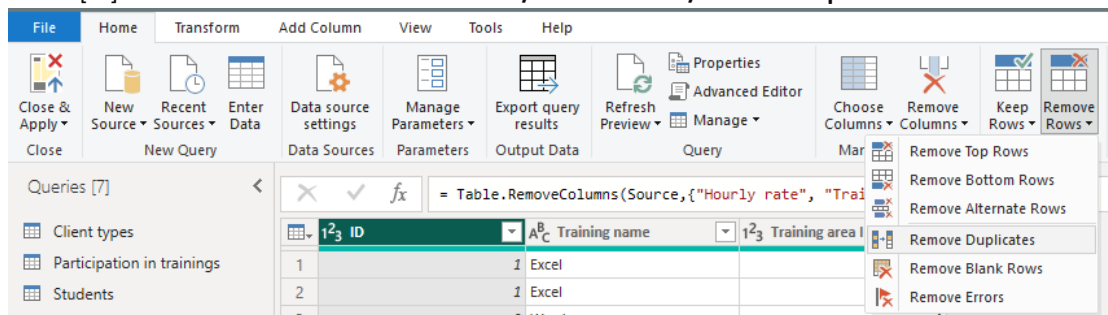 File Home Transform Add Column View Tools Help
Close & Apply
New Source
Recent Sources
Enter Data
Data source settings
Manage Parameters
Export query results
Refresh Preview
Properties
Advanced Editor
Manage
Choose Columns
Remove Columns
Keep Rows
Remove Rows
Close New Query Data Sources Parameters Output Data Query Mar
Remove Top Rows
Remove Bottom Rows
Remove Alternate Rows
Remove Duplicates
Remove Blank Rows
Remove Errors
Queries [7]
fx = Table.RemoveColumns(Source,{"Hourly rate", "Trai
Client types
Participation in trainings
Students
1²3 ID ABC Training name 1²3 Training area I
1 1 Excel
2 1 Excel